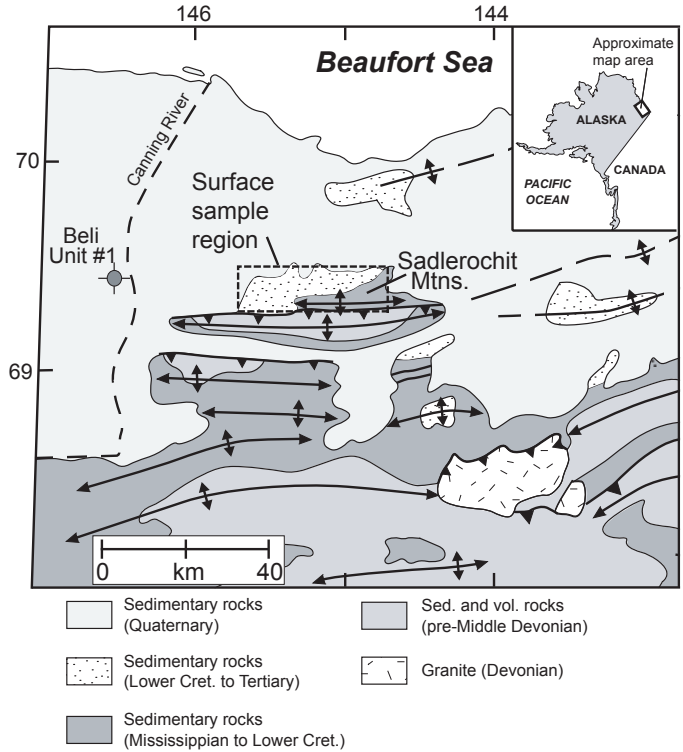 146
144
Beaufort Sea
Approximate
map area
ALASKA
CANADA
PACIFIC
OCEAN
Canning River
70
Surface
sample
region
Beli
Unit #1
Sadlerochit
Mtns.
69
0
km
40
Sedimentary rocks
(Quaternary)
Sedimentary rocks
(Lower Cret. to Tertiary)
Sedimentary rocks
(Mississippian to Lower Cret.)
Sed. and vol. rocks
(pre-Middle Devonian)
Granite (Devonian)